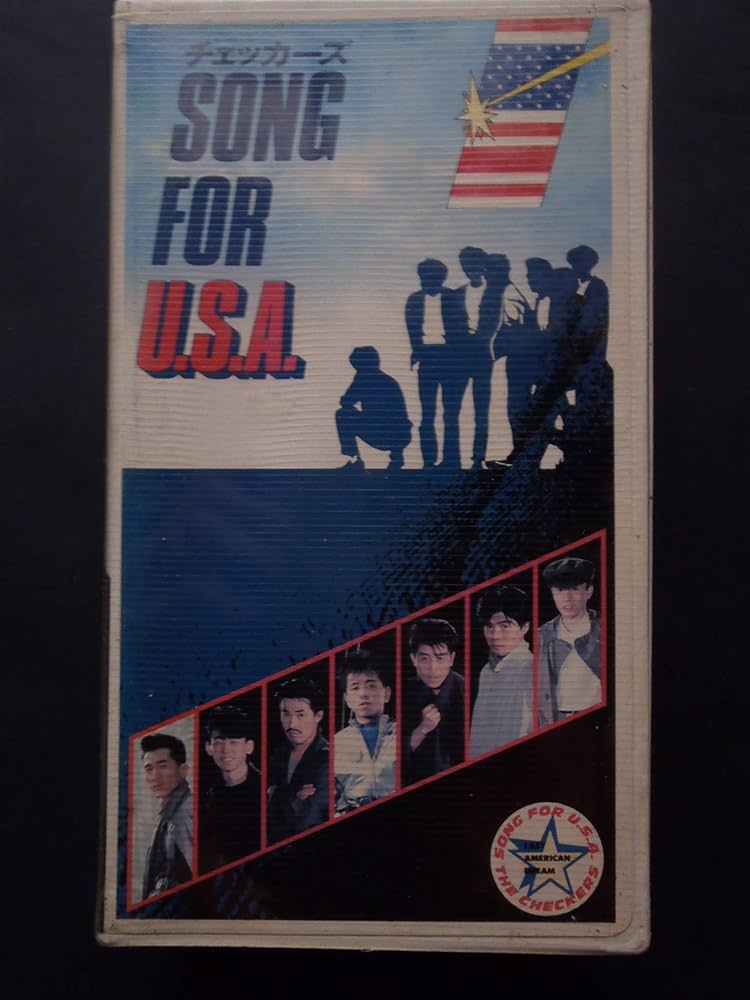 チェッカーズ
SONG
FOR
U.S.A.
SONG FOR U.S.A.
LAST
AMERICAN
DREAM
THE CHECKERS